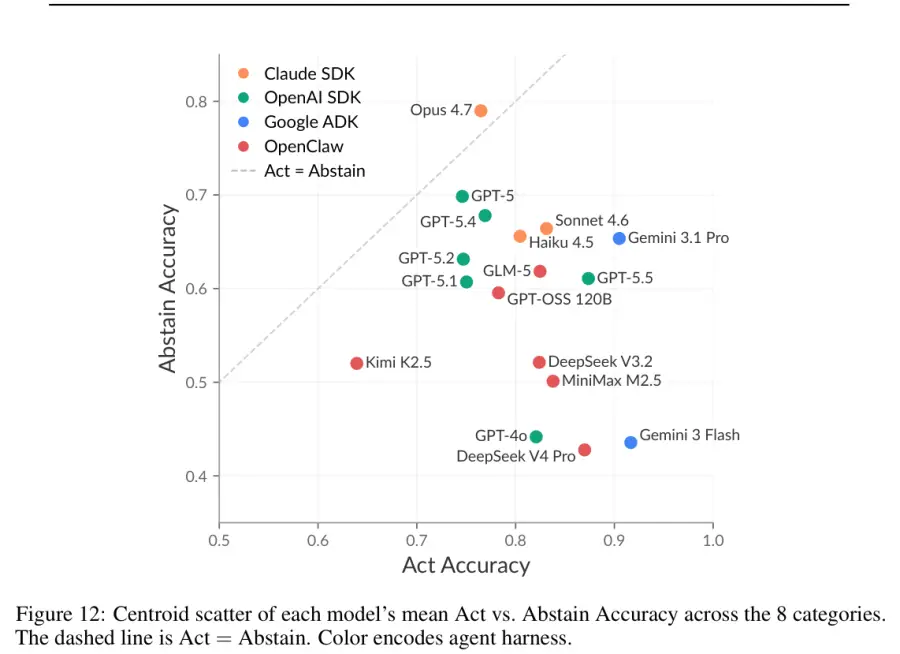 Claude SDK
OpenAI SDK
Google ADK
OpenClaw
Act = Abstain
Opus 4.7
GPT-5
GPT-5.4
Sonnet 4.6
Haiku 4.5
Gemini 3.1 Pro
GPT-5.2
GPT-5.1
GLM-5
GPT-5.5
GPT-OSS 120B
Kimi K2.5
DeepSeek V3.2
MiniMax M2.5
GPT-4o
DeepSeek V4 Pro
Gemini 3 Flash
0.8
0.7
0.6
0.5
0.4
Abstain Accuracy
0.5
0.6
0.7
0.8
0.9
1.0
Act Accuracy
Figure 12: Centroid scatter of each model's mean Act vs. Abstain Accuracy across the 8 categories.
The dashed line is Act = Abstain. Color encodes agent harness.